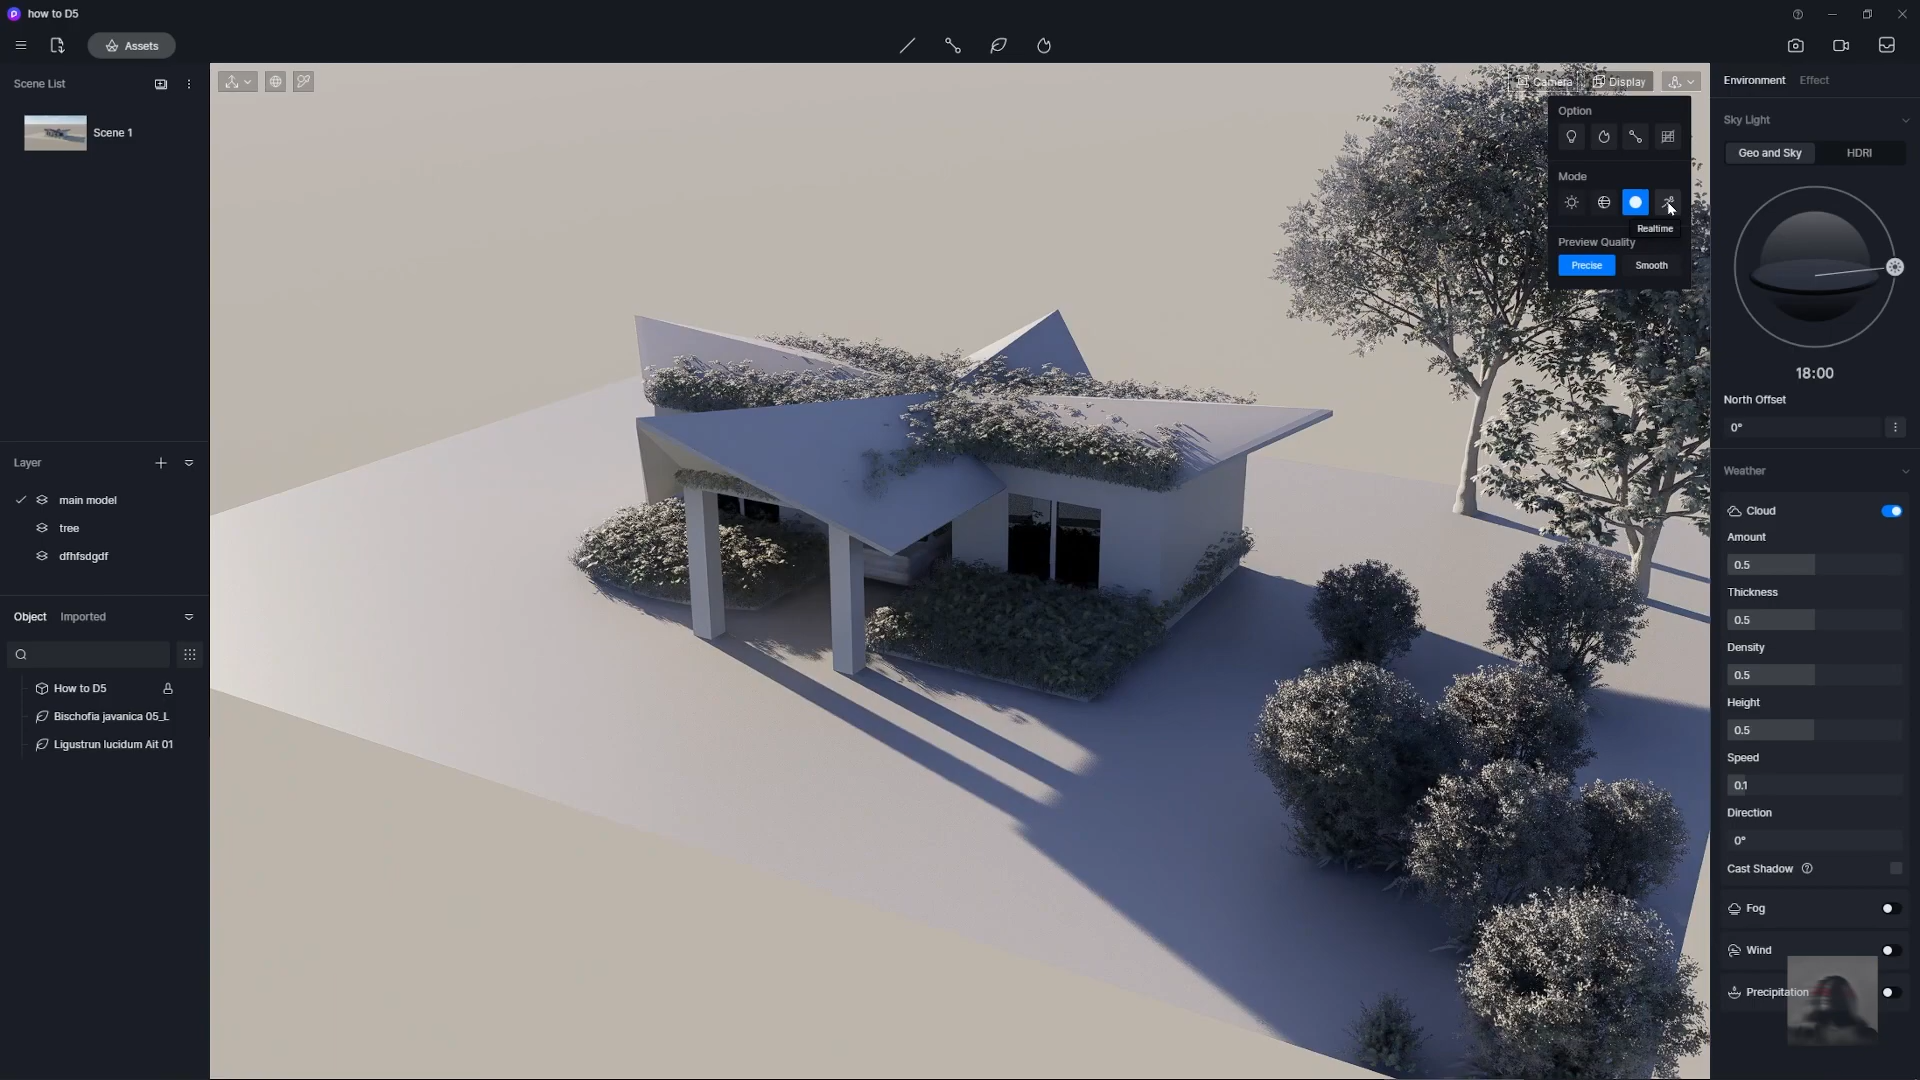 how to D5
Assets
Scene List
Scene 1
Layer
main model
tree
dfhfsdgdf
Object Imported
How to D5
Bischofia javanica 05_L
Ligustrun lucidum Ait 01
Camera Display
Option
Mode
Realtime
Preview Quality
Precise Smooth
Environment Effect
Sky Light
Geo and Sky HDRI
18:00
North Offset
0°
Weather
Cloud
Amount
0.5
Thickness
0.5
Density
0.5
Height
0.5
Speed
0.1
Direction
0°
Cast Shadow
Fog
Wind
Precipitation